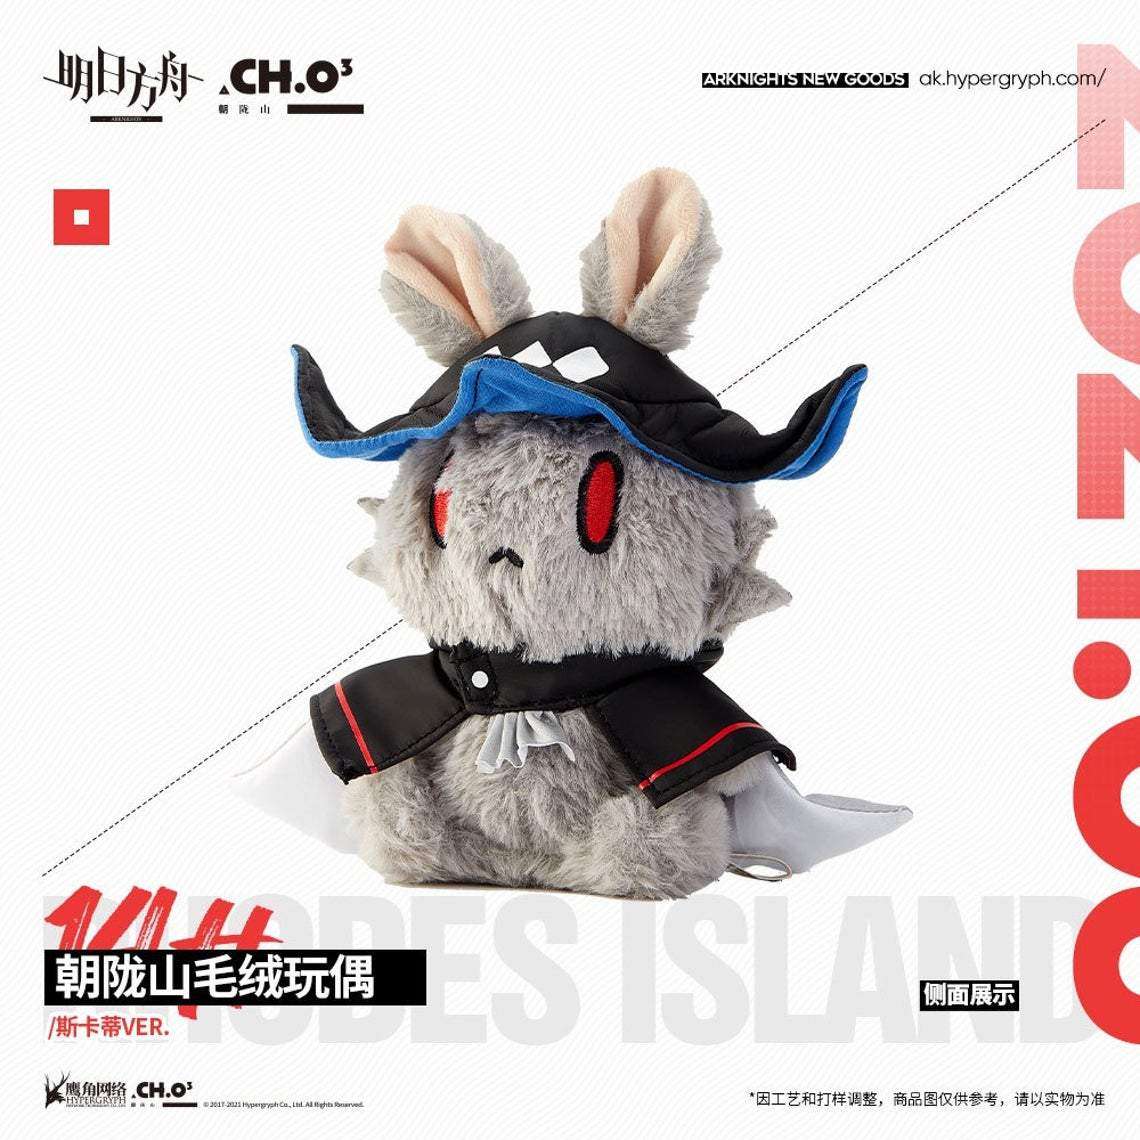 明日方舟
ARKNIGHTS
.CH.O³
朝陇山
ARKNIGHTS NEW GOODS ak.hypergryph.com/
RHODES ISLAND
朝陇山毛绒玩偶
/斯卡蒂VER.
侧面展示
鹰角网络
HYPERGRYPH
.CH.O³
朝陇山
©2017-2021 Hypergryph Co., Ltd. All Rights Reserved.
*因工艺和打样调整，商品图仅供参考，请以实物为准